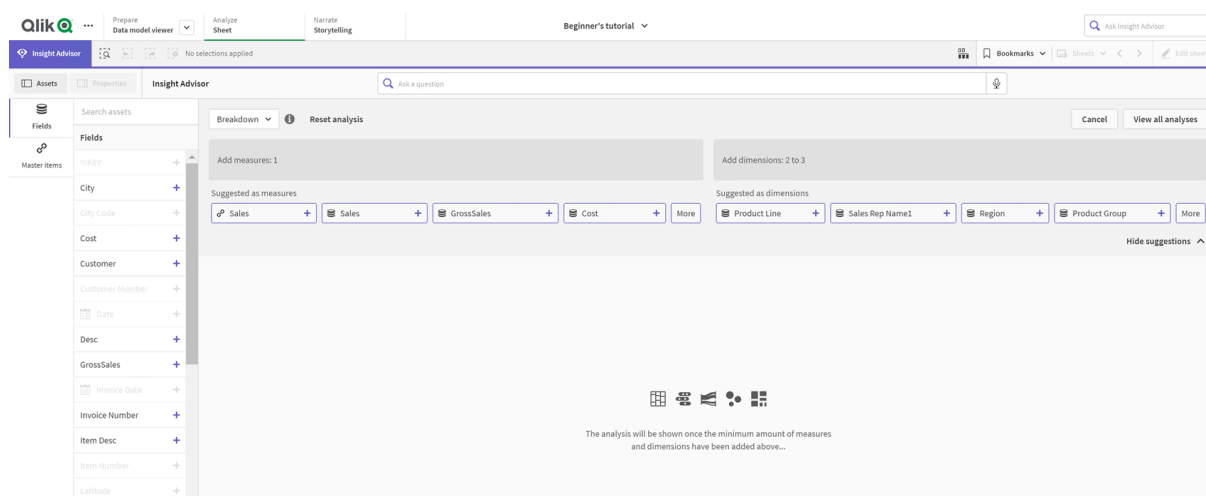 Qlik
Prepare
Data model viewer
Analyze
Sheet
Narrate
Storytelling
Beginner's tutorial
Ask Insight Advisor
Insight Advisor
No selections applied
Bookmarks
Sheets
Edit sheet
Assets
Properties
Insight Advisor
Ask a question
Fields
Master items
Search assets
Fields
%KEY
City
City Code
Cost
Customer
Customer Number
Date
Desc
GrossSales
Invoice Date
Invoice Number
Item Desc
Item Number
Latitude
Breakdown
Reset analysis
Cancel
View all analyses
Add measures: 1
Add dimensions: 2 to 3
Suggested as measures
Sales
Sales
GrossSales
Cost
More
Suggested as dimensions
Product Line
Sales Rep Name1
Region
Product Group
More
Hide suggestions
The analysis will be shown once the minimum amount of measures
and dimensions have been added above...